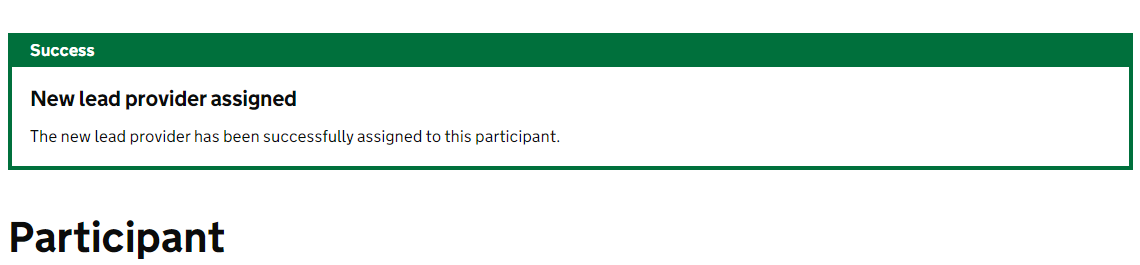 Success
New lead provider assigned
The new lead provider has been successfully assigned to this participant.
Participant